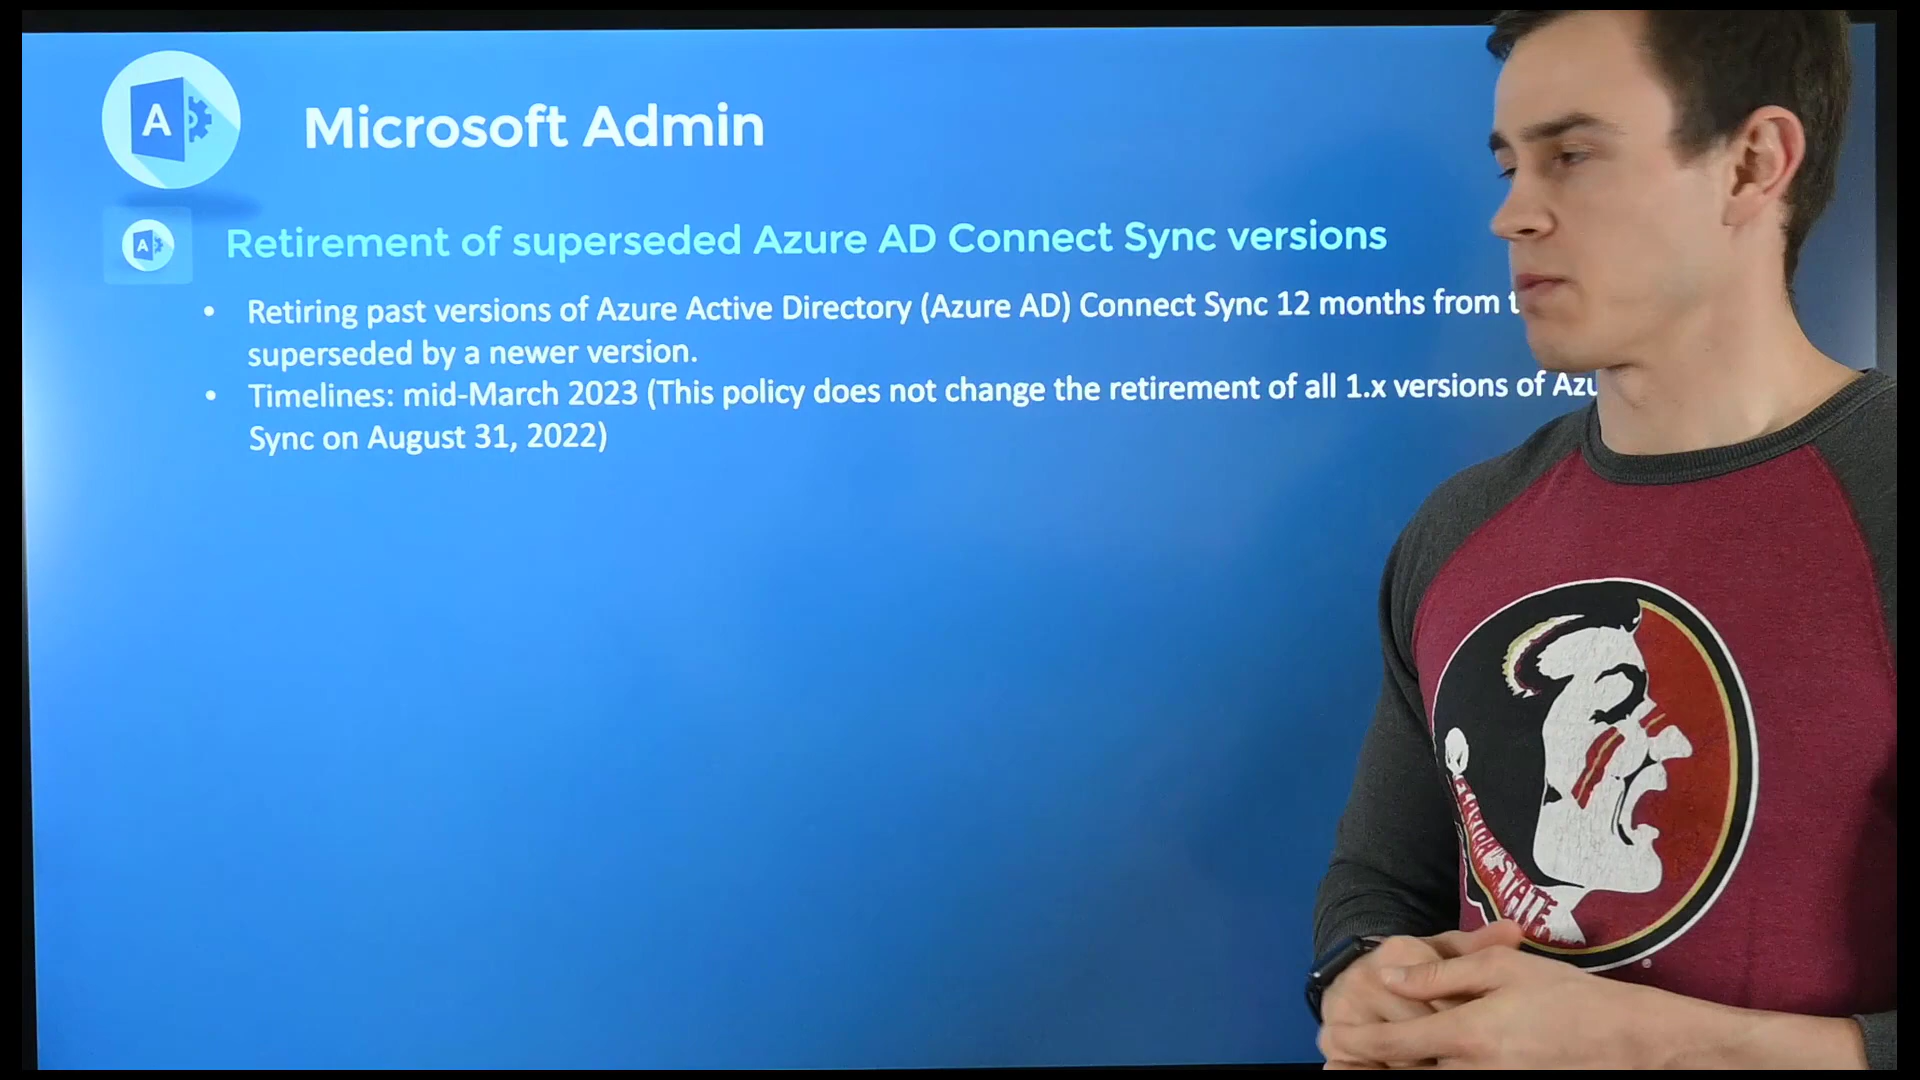 A
Microsoft Admin
A
Retirement of superseded Azure AD Connect Sync versions
• Retiring past versions of Azure Active Directory (Azure AD) Connect Sync 12 months from
superseded by a newer version.
• Timelines: mid-March 2023 (This policy does not change the retirement of all 1.x versions of
Sync on August 31, 2022)